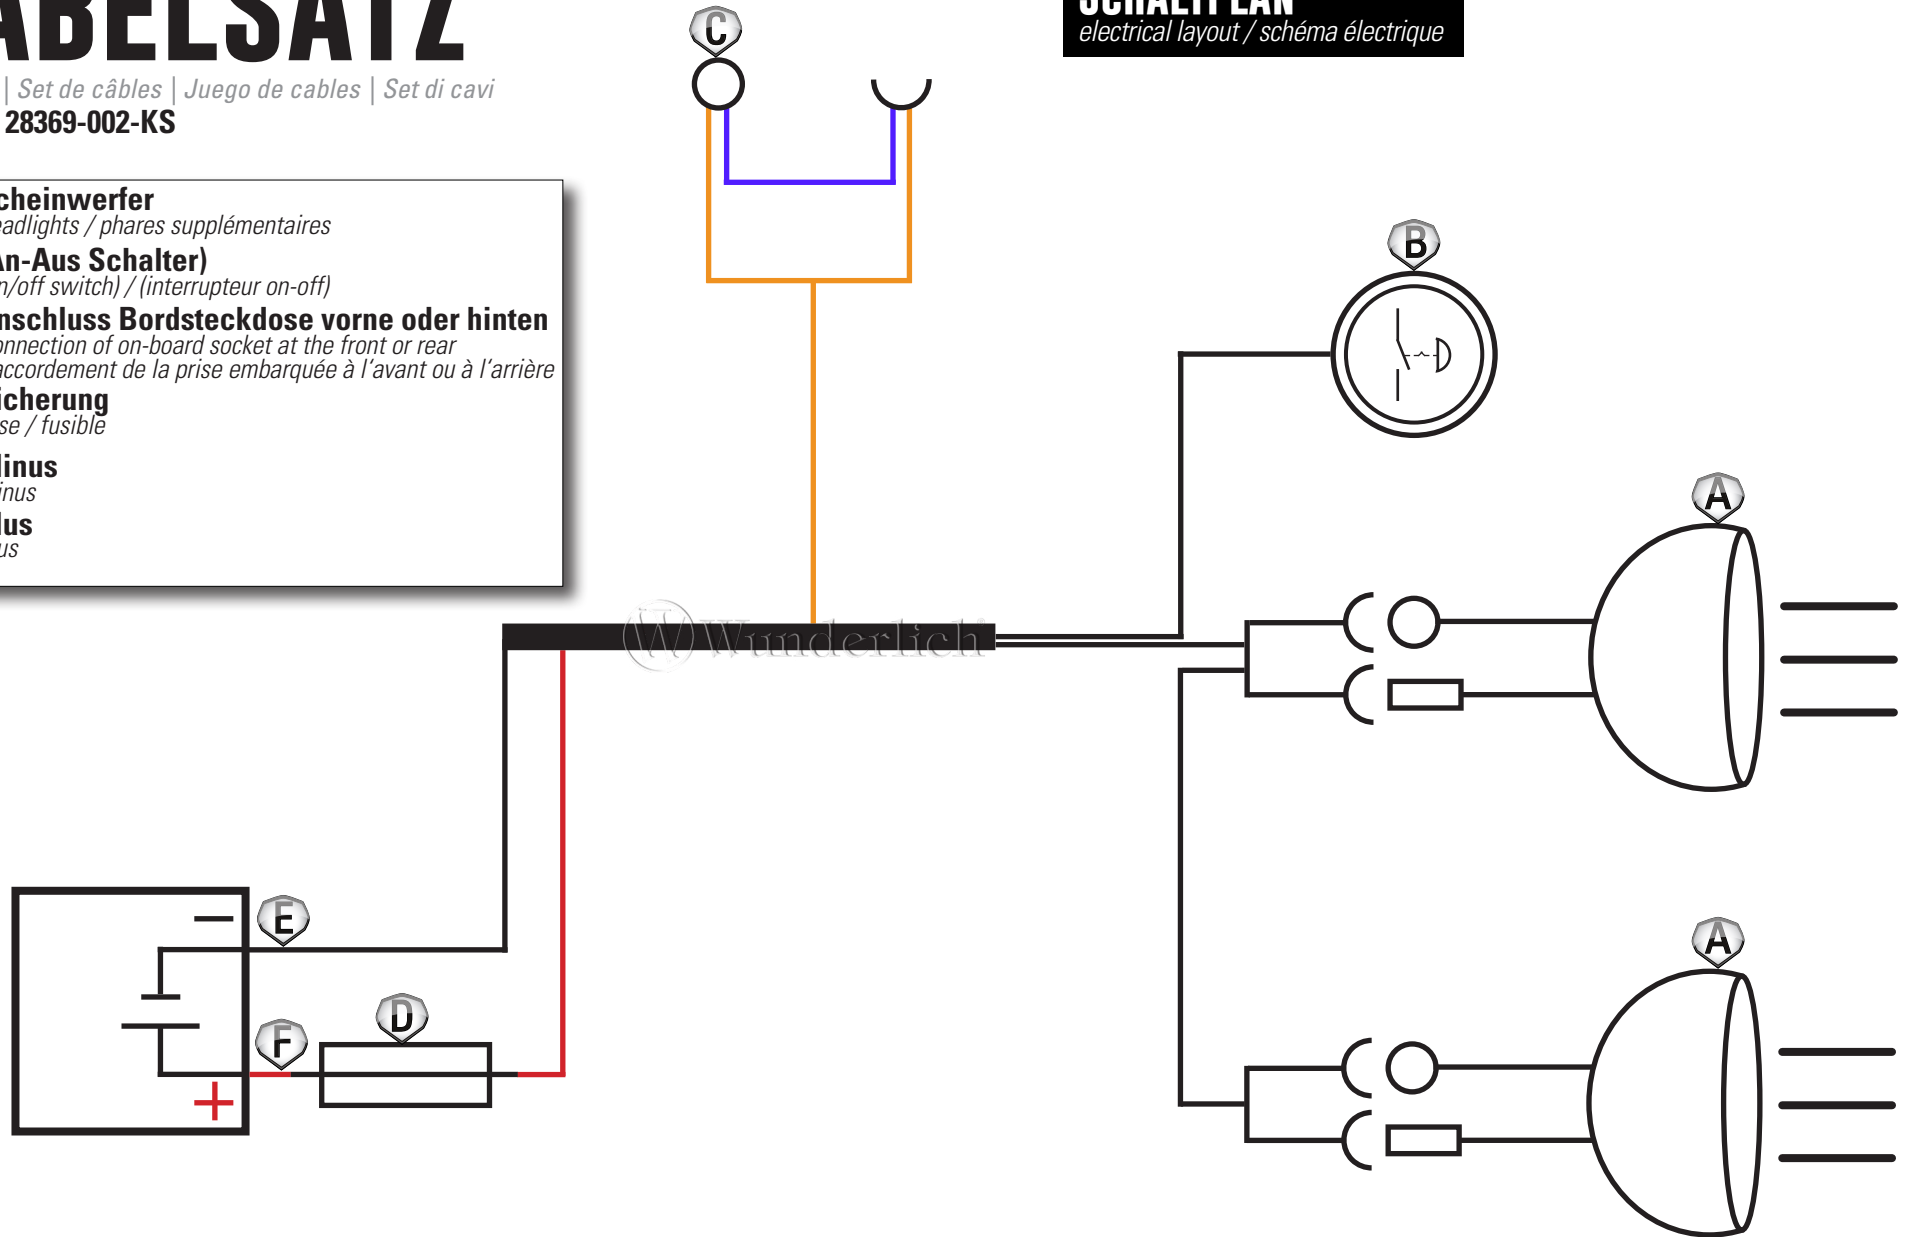 ABELSATZ
| Set de câbles | Juego de cables | Set di cavi
28369-002-KS
SCHALTPLAN
electrical layout / schéma électrique
cheinwerfer
eadlights / phares supplémentaires
An-Aus Schalter)
n/off switch) / (interrupteur on-off)
nschluss Bordsteckdose vorne oder hinten
onnection of on-board socket at the front or rear
accordement de la prise embarquée à l'avant ou à l'arrière
icherung
se / fusible
linus
inus
lus
us
C
B
A
Wunderlich®
E
D
F
A